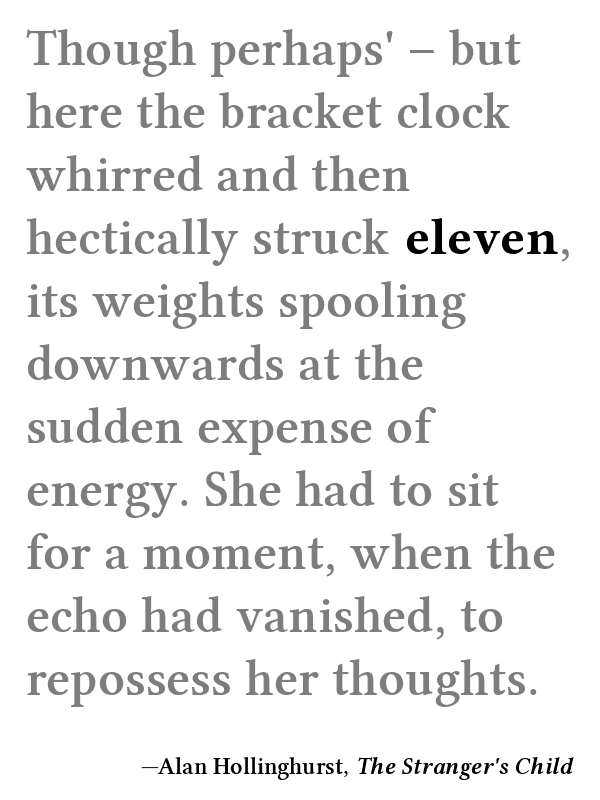 Though perhaps' – but
here the bracket clock
whirred and then
hectically struck eleven,
its weights spooling
downwards at the
sudden expense of
energy. She had to sit
for a moment, when the
echo had vanished, to
repossess her thoughts.
—Alan Hollinghurst, The Stranger's Child